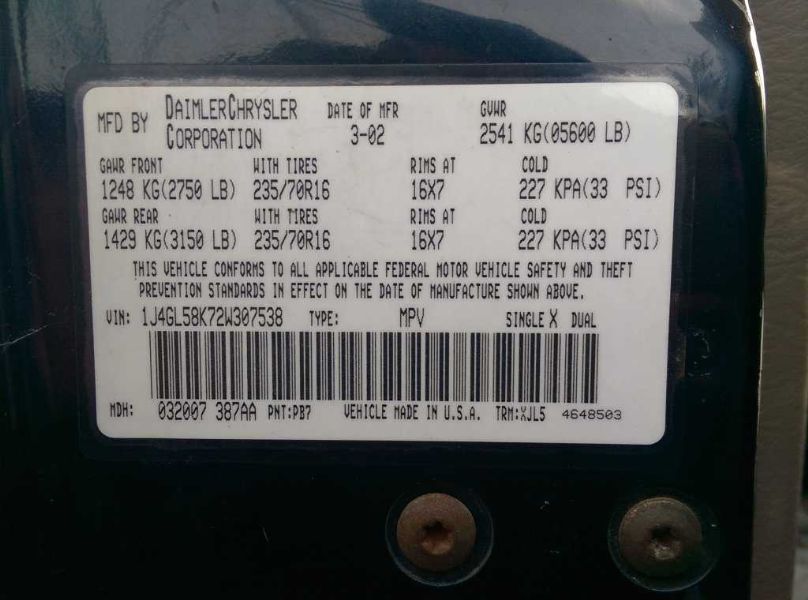 MFD BY DAIMLERCHRYSLER CORPORATION DATE OF MFR 3-02 GVWR 2541 KG(05600 LB)
GAWR FRONT WITH TIRES RIMS AT COLD
1248 KG(2750 LB) 235/70R16 16X7 227 KPA(33 PSI)
GAWR REAR WITH TIRES RIMS AT COLD
1429 KG(3150 LB) 235/70R16 16X7 227 KPA(33 PSI)
THIS VEHICLE CONFORMS TO ALL APPLICABLE FEDERAL MOTOR VEHICLE SAFETY AND THEFT
PREVENTION STANDARDS IN EFFECT ON THE DATE OF MANUFACTURE SHOWN ABOVE.
VIN: 1J4GL58K72W307538 TYPE: MPV SINGLE X DUAL
MDH: 032007 387AA PNT:PB7 VEHICLE MADE IN U.S.A. TRM:XJL5 4648503